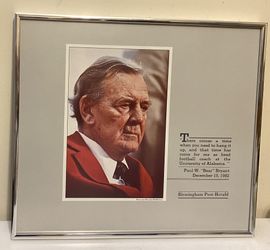 "There comes a time
when you need to hang it
up, and that time has
come for me as head
football coach at the
University of Alabama."
Paul W. "Bear" Bryant
December 15, 1982
Birmingham Post-Herald